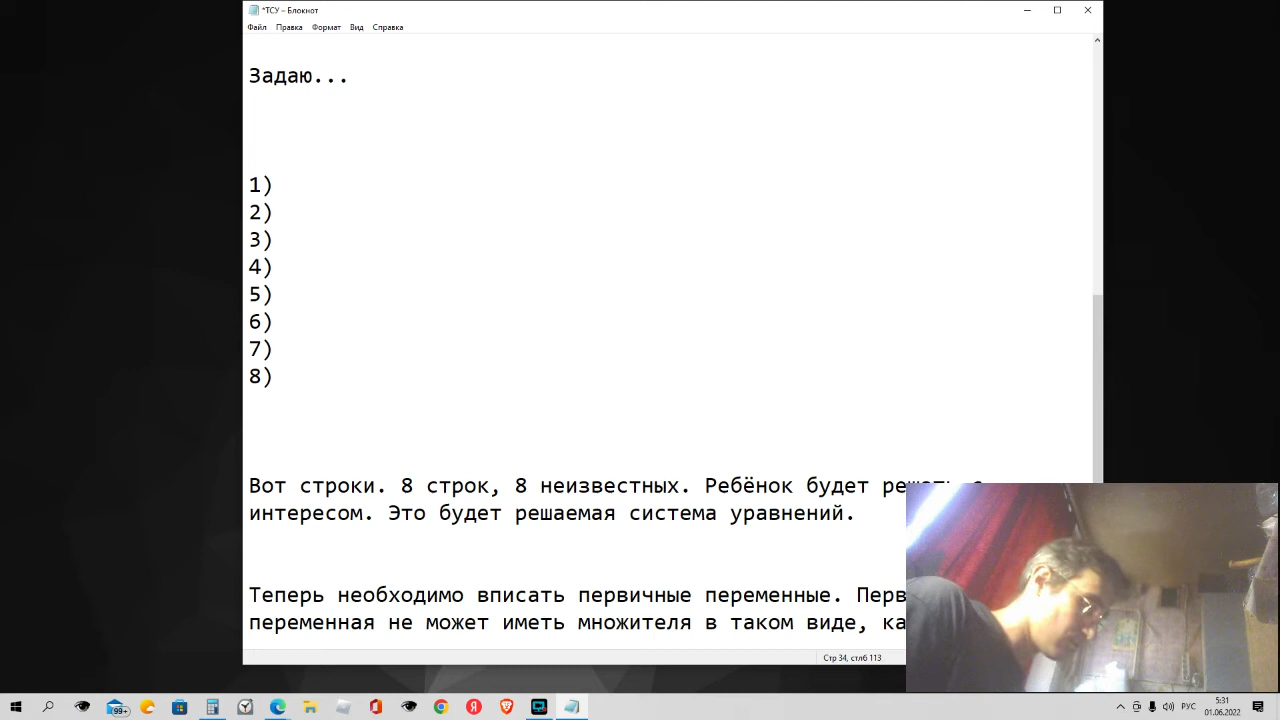 *ТСУ – Блокнот
Файл Правка Формат Вид Справка
Задаю...
1)
2)
3)
4)
5)
6)
7)
8)
Вот строки. 8 строк, 8 неизвестных. Ребёнок будет решать с
интересом. Это будет решаемая система уравнений.
Теперь необходимо вписать первичные переменные. Перв
переменная не может иметь множителя в таком виде, ка
Стр 34, стлб 113
99+
РУС
5:31
01.06.2022